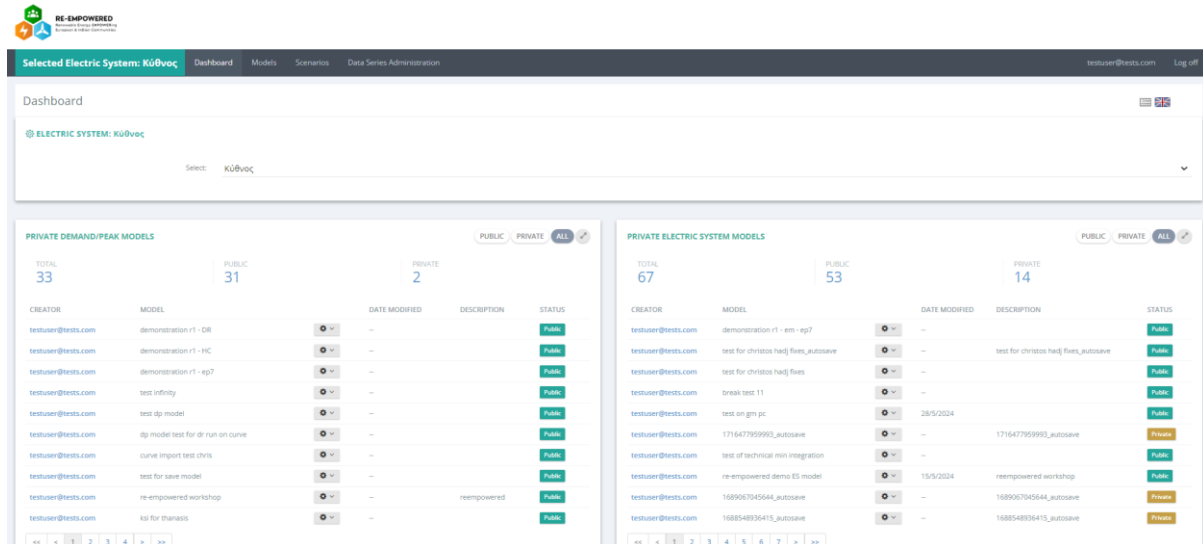 RE-EMPOWERED
Renewable Energy EMPOWERing
European & InDian Communities
Selected Electric System: Κύθνος Dashboard Models Scenarios Data Series Administration testuser@tests.com Log off
Dashboard
ELECTRIC SYSTEM: Κύθνος
Select: Κύθνος
PRIVATE DEMAND/PEAK MODELS PUBLIC PRIVATE ALL
TOTAL PUBLIC PRIVATE
33 31 2
CREATOR MODEL DATE MODIFIED DESCRIPTION STATUS
testuser@tests.com demonstration r1 - DR -- Public
testuser@tests.com demonstration r1 - HC -- Public
testuser@tests.com demonstration r1 - ep7 -- Public
testuser@tests.com test infinity -- Public
testuser@tests.com test dp model -- Public
testuser@tests.com dp model test for dr run on curve -- Public
testuser@tests.com curve import test chris -- Public
testuser@tests.com test for save model -- Public
testuser@tests.com re-empowered workshop -- reempowered Public
testuser@tests.com ksi for thanasis -- Public
<< < 1 2 3 4 > >>
PRIVATE ELECTRIC SYSTEM MODELS PUBLIC PRIVATE ALL
TOTAL PUBLIC PRIVATE
67 53 14
CREATOR MODEL DATE MODIFIED DESCRIPTION STATUS
testuser@tests.com demonstration r1 - em - ep7 -- Public
testuser@tests.com test for christos hadj fixes_autosave -- test for christos hadj fixes_autosave Public
testuser@tests.com test for christos hadj fixes -- Public
testuser@tests.com break test 11 -- Public
testuser@tests.com test on gm pc 28/5/2024 Public
testuser@tests.com 1716477959993_autosave -- 1716477959993_autosave Private
testuser@tests.com test of technical min integration -- Public
testuser@tests.com re-empowered demo ES model 15/5/2024 reempowered workshop Public
testuser@tests.com 1689067045644_autosave -- 1689067045644_autosave Private
testuser@tests.com 1688548936415_autosave -- 1688548936415_autosave Private
<< < 1 2 3 4 5 6 7 > >>